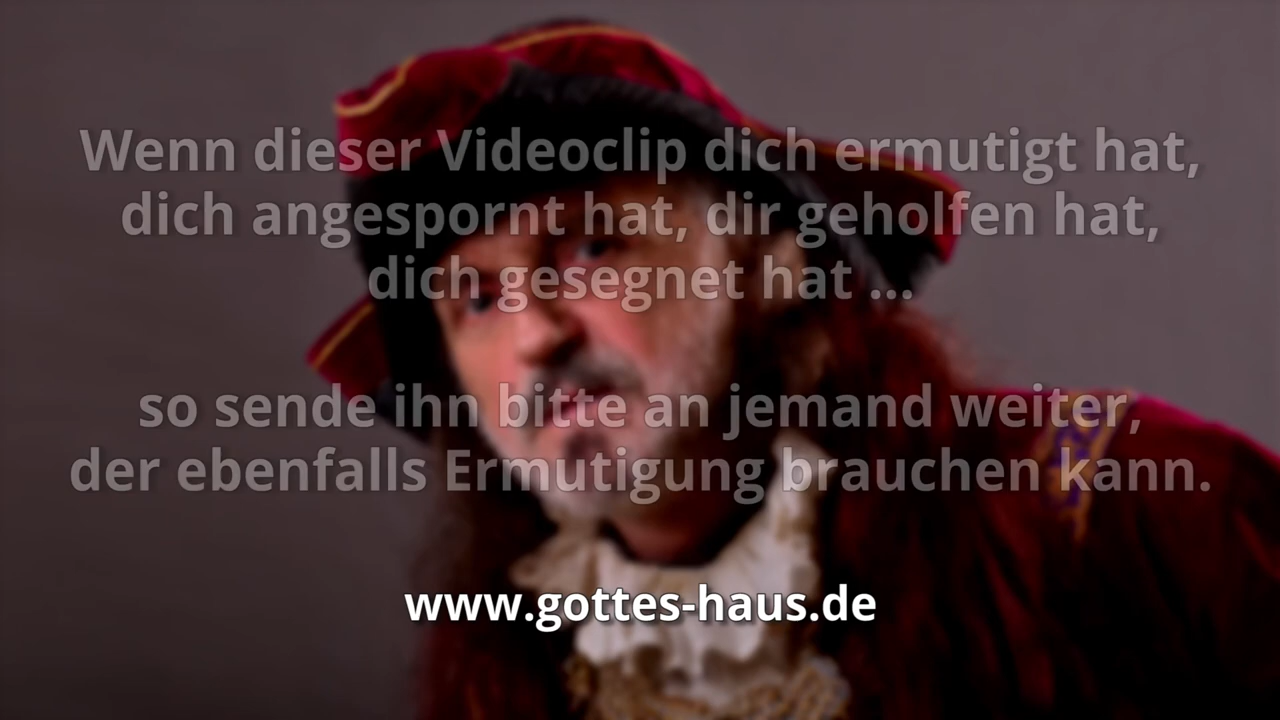 Wenn dieser Videoclip dich ermutigt hat,
dich angespornt hat, dir geholfen hat,
dich gesegnet hat ...
so sende ihn bitte an jemand weiter,
der ebenfalls Ermutigung brauchen kann.
www.gottes-haus.de